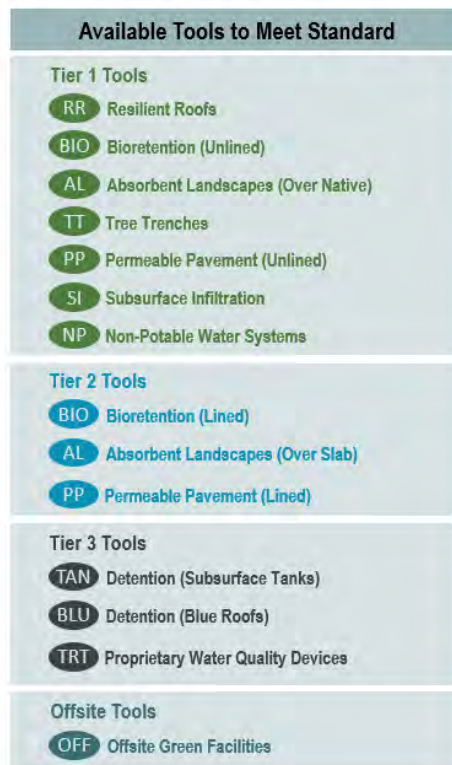 Available Tools to Meet Standard
Tier 1 Tools
RR Resilient Roofs
BIO Bioretention (Unlined)
AL Absorbent Landscapes (Over Native)
TT Tree Trenches
PP Permeable Pavement (Unlined)
SI Subsurface Infiltration
NP Non-Potable Water Systems
Tier 2 Tools
BIO Bioretention (Lined)
AL Absorbent Landscapes (Over Slab)
PP Permeable Pavement (Lined)
Tier 3 Tools
TAN Detention (Subsurface Tanks)
BLU Detention (Blue Roofs)
TRT Proprietary Water Quality Devices
Offsite Tools
OFF Offsite Green Facilities